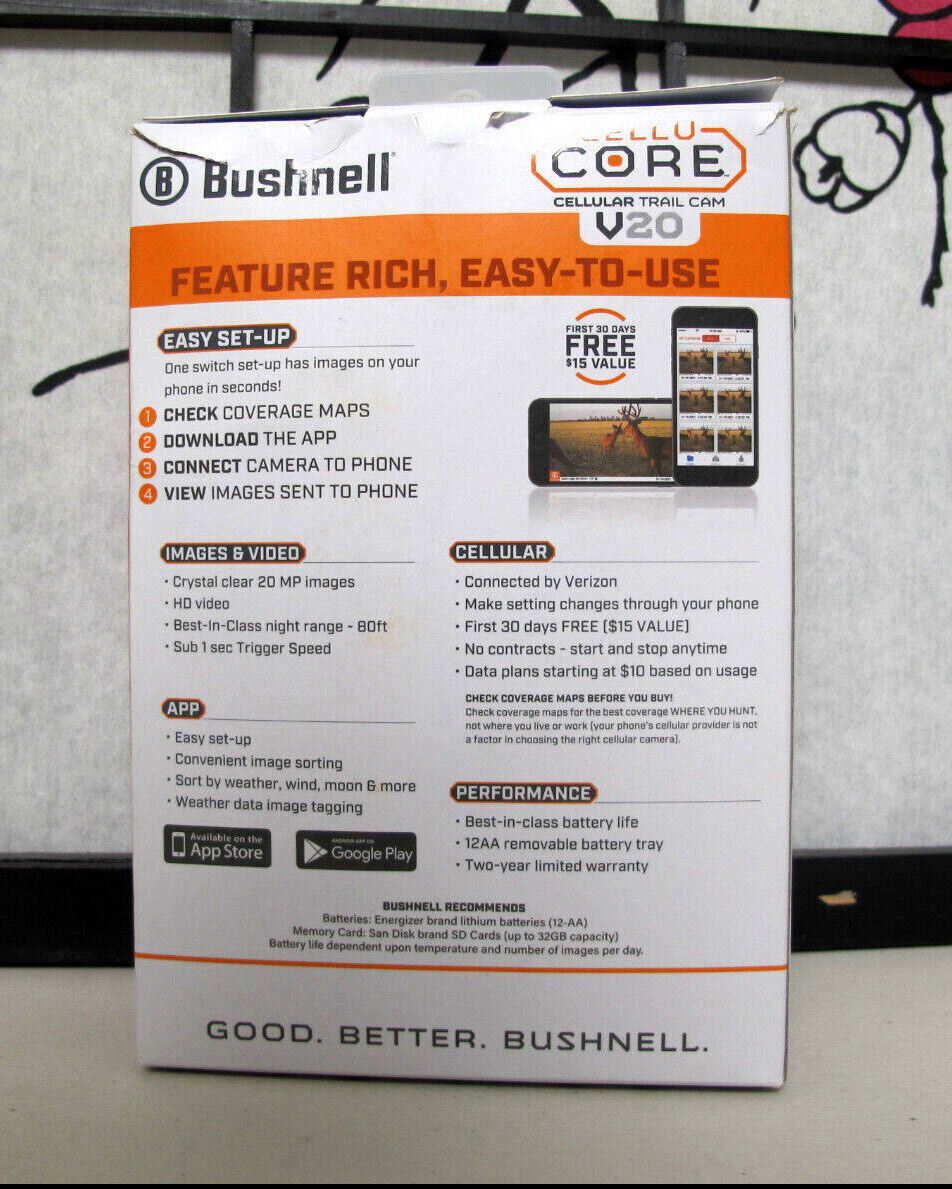 B Bushnell
CELLU
CORE
CELLULAR TRAIL CAM
V20
FEATURE RICH, EASY-TO-USE
EASY SET-UP
One switch set-up has images on your
phone in seconds!
1 CHECK COVERAGE MAPS
2 DOWNLOAD THE APP
3 CONNECT CAMERA TO PHONE
4 VIEW IMAGES SENT TO PHONE
FIRST 30 DAYS
FREE
$15 VALUE
IMAGES & VIDEO
• Crystal clear 20 MP images
• HD video
• Best-In-Class night range - 80ft
• Sub 1 sec Trigger Speed
CELLULAR
• Connected by Verizon
• Make setting changes through your phone
• First 30 days FREE [$15 VALUE]
• No contracts - start and stop anytime
• Data plans starting at $10 based on usage
CHECK COVERAGE MAPS BEFORE YOU BUY!
Check coverage maps for the best coverage WHERE YOU HUNT,
not where you live or work (your phone's cellular provider is not
a factor in choosing the right cellular camera).
APP
• Easy set-up
• Convenient image sorting
• Sort by weather, wind, moon & more
• Weather data image tagging
Available on the
App Store
ANDROID APP ON
Google Play
PERFORMANCE
• Best-in-class battery life
• 12AA removable battery tray
• Two-year limited warranty
BUSHNELL RECOMMENDS
Batteries: Energizer brand lithium batteries (12-AA)
Memory Card: San Disk brand SD Cards (up to 32GB capacity)
Battery life dependent upon temperature and number of images per day.
GOOD. BETTER. BUSHNELL.